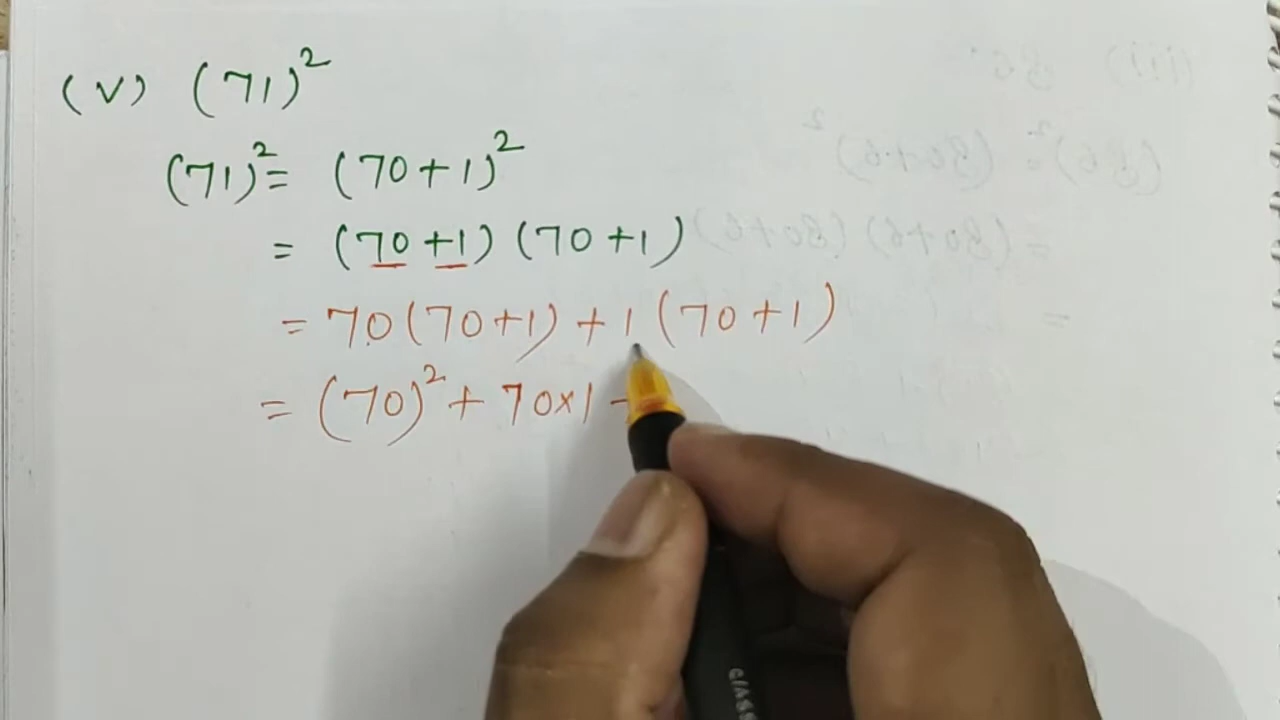 (V) (71)²
(71)² = (70+1)²
= (70+1) (70+1)
= 70(70+1) + 1 (70+1)
= (70)² + 70×1